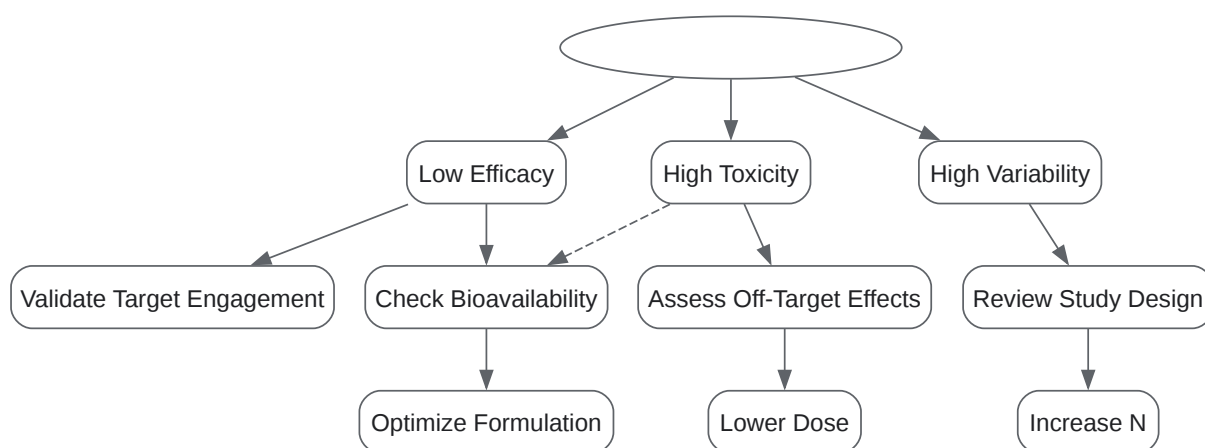 Low Efficacy
High Toxicity
High Variability
Validate Target Engagement
Check Bioavailability
Assess Off-Target Effects
Review Study Design
Optimize Formulation
Lower Dose
Increase N